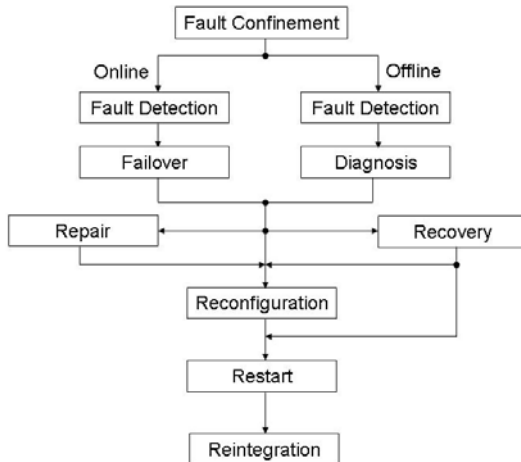 Fault Confinement
Online
Offline
Fault Detection
Fault Detection
Failover
Diagnosis
Repair
Recovery
Reconfiguration
Restart
Reintegration